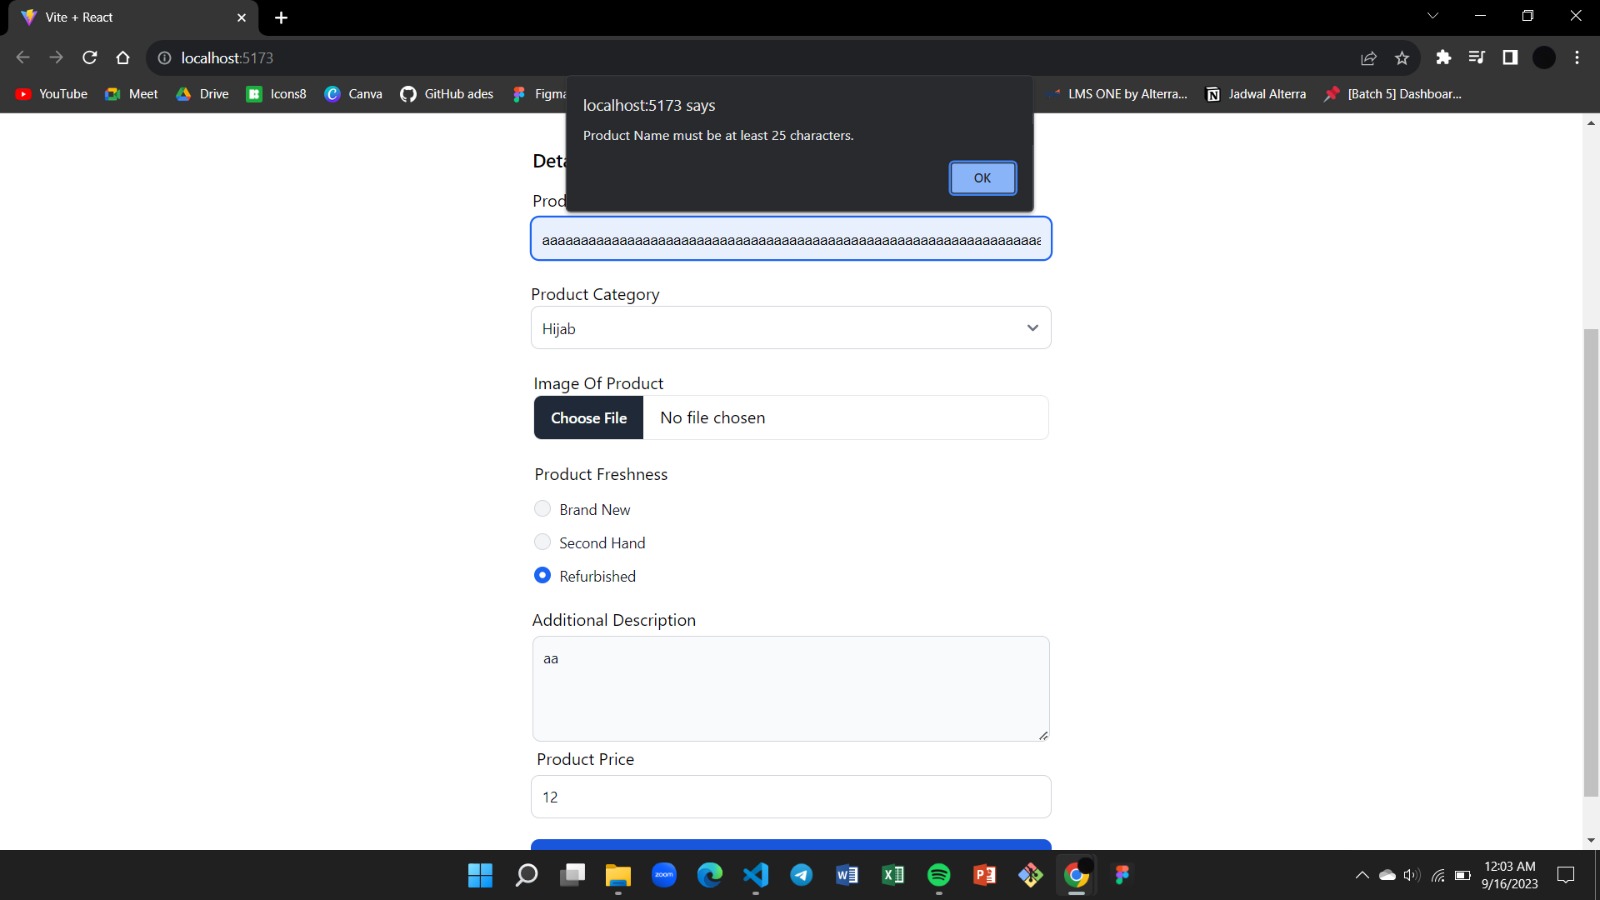 Vite + React
localhost:5173
YouTube Meet Drive Icons8 Canva GitHub ades Figma LMS ONE by Alterra... Jadwal Alterra [Batch 5] Dashboar...
localhost:5173 says
Product Name must be at least 25 characters.
OK
Deta
Prod
Product Category
Hijab
Image Of Product
Choose File No file chosen
Product Freshness
Brand New
Second Hand
Refurbished
Additional Description
aa
Product Price
12
zoom
12:03 AM
9/16/2023